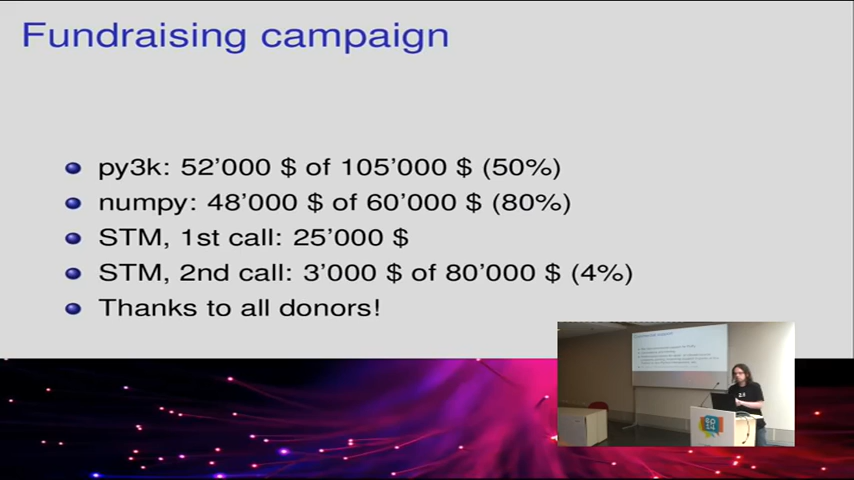 Fundraising campaign
py3k: 52'000 $ of 105'000 $ (50%)
numpy: 48'000 $ of 60'000 $ (80%)
STM, 1st call: 25'000 $
STM, 2nd call: 3'000 $ of 80'000 $ (4%)
Thanks to all donors!